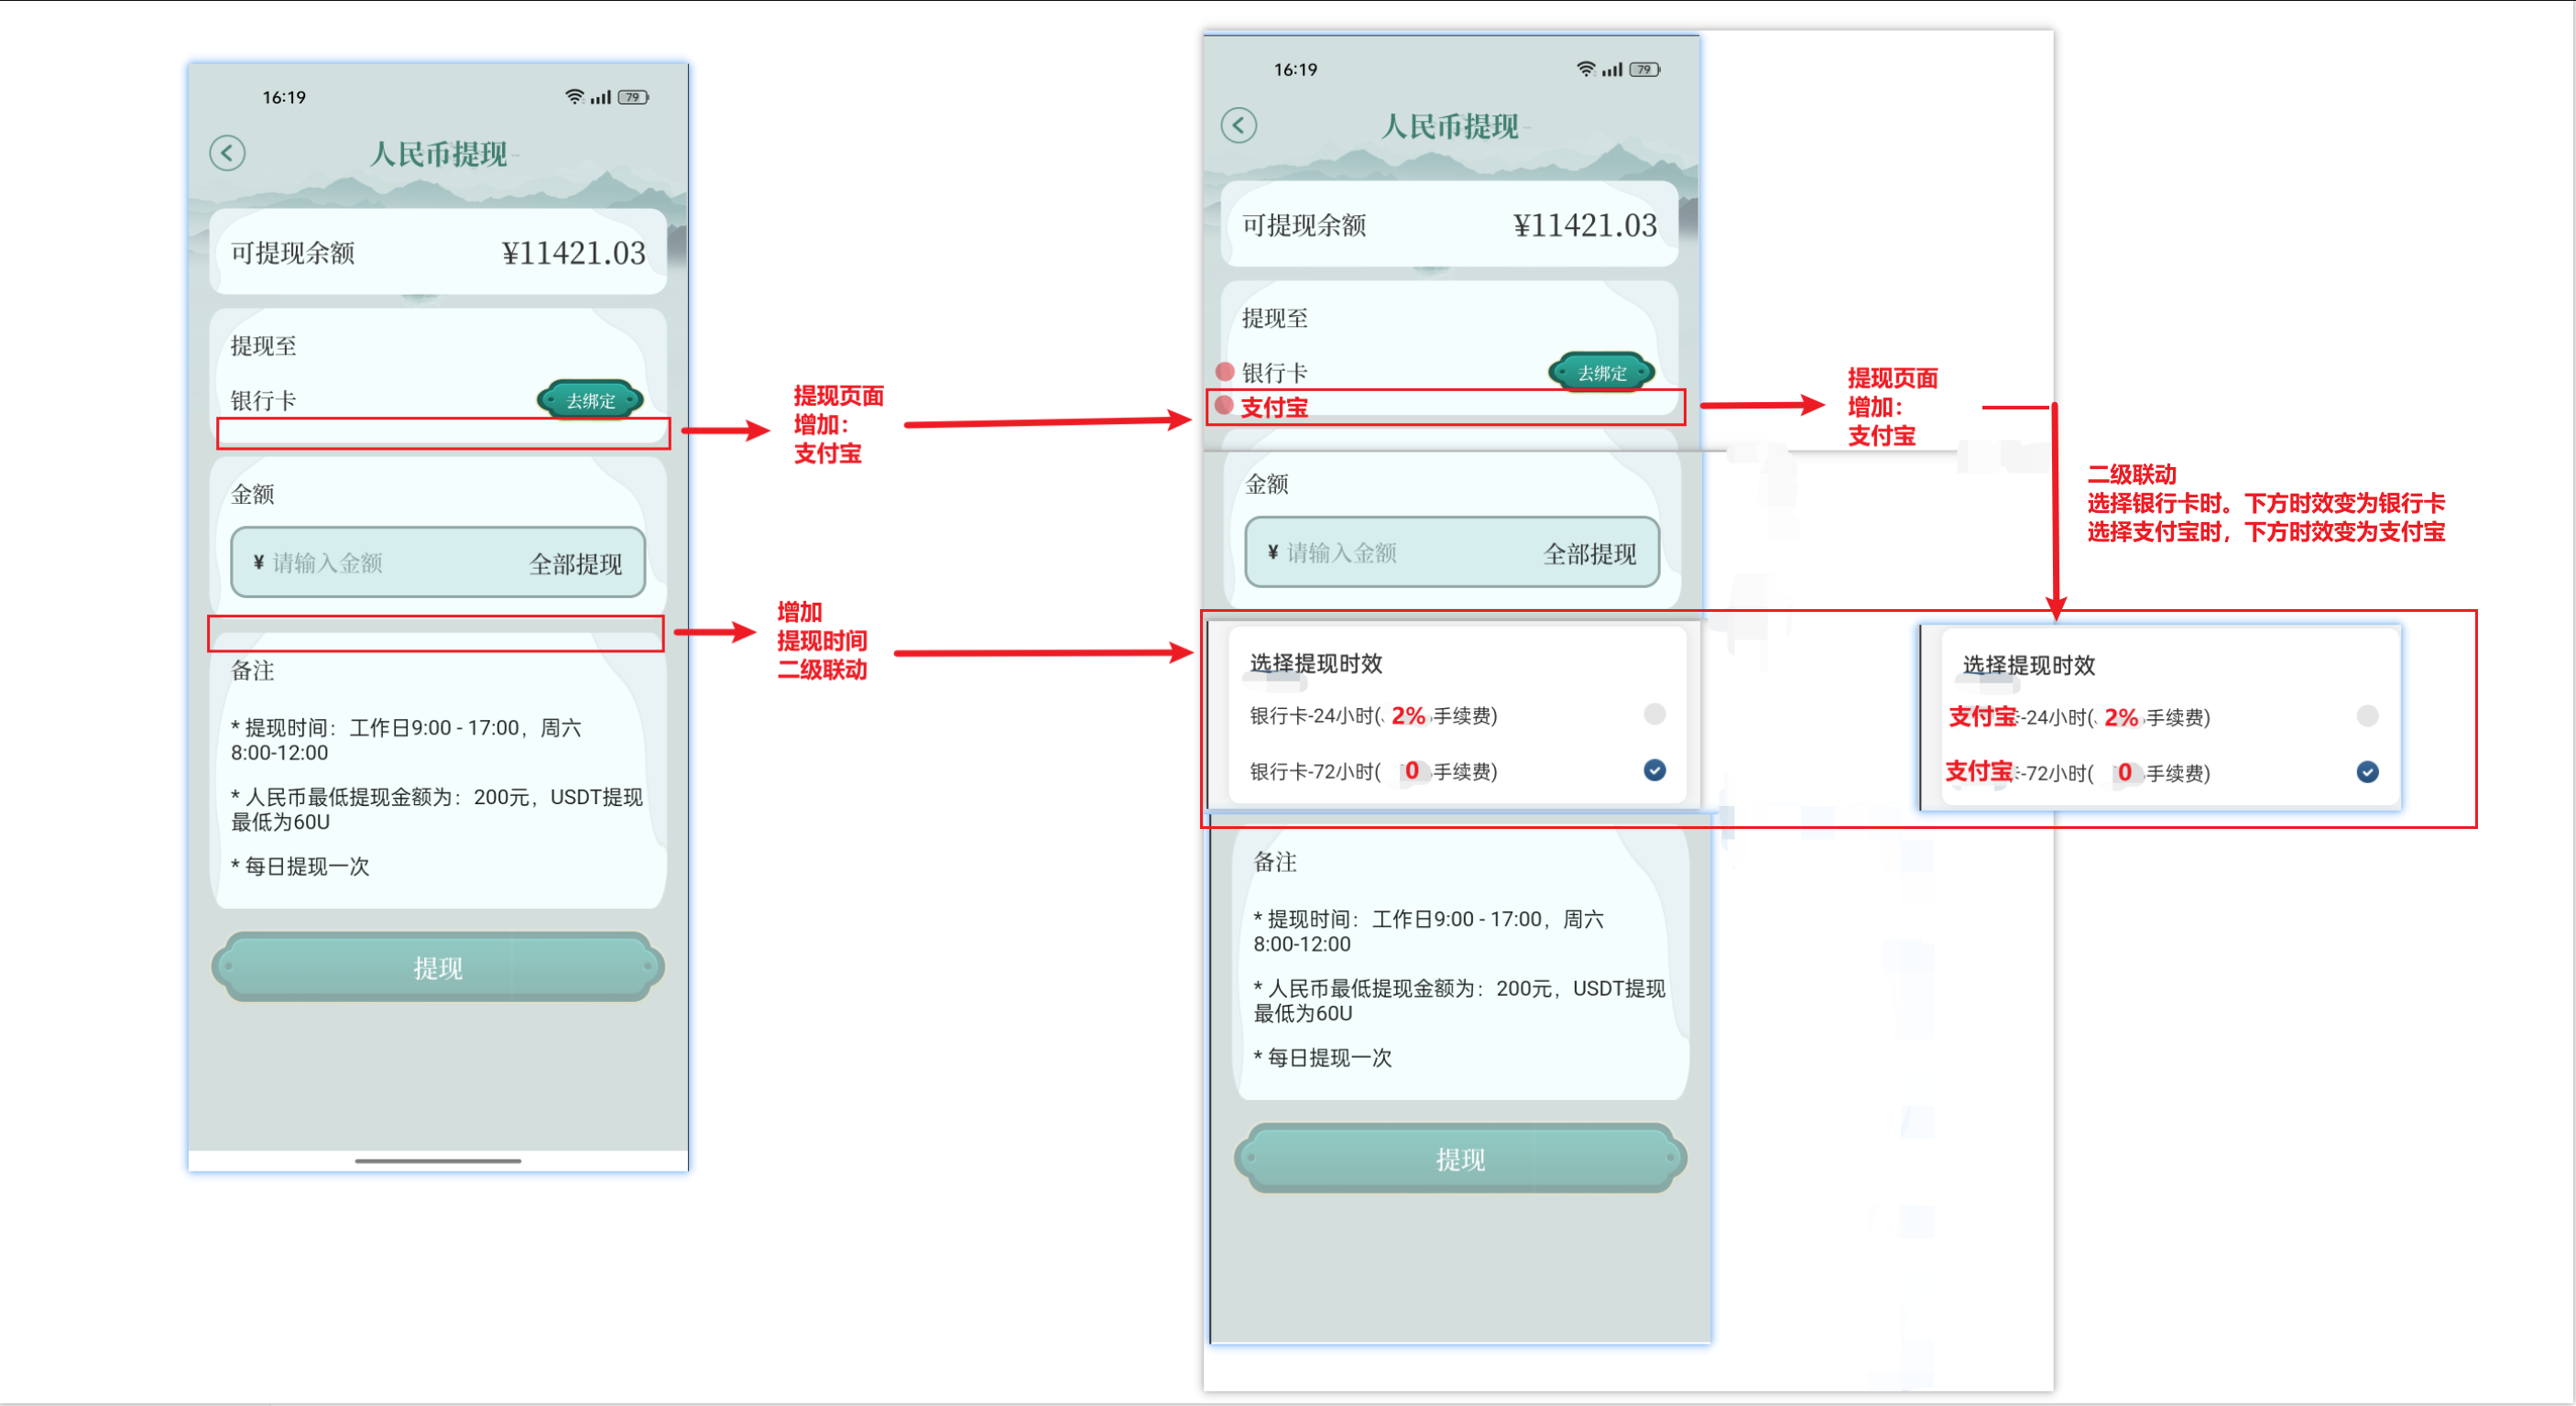 16:19
79
人民币提现
可提现余额
¥11421.03
提现至
银行卡
去绑定
金额
¥ 请输入金额
全部提现
备注
* 提现时间：工作日9:00 - 17:00，周六
8:00-12:00
* 人民币最低提现金额为：200元，USDT提现
最低为60U
* 每日提现一次
提现
提现页面
增加：
支付宝
增加
提现时间
二级联动
16:19
79
人民币提现
可提现余额
¥11421.03
提现至
银行卡
去绑定
支付宝
金额
¥ 请输入金额
全部提现
选择提现时效
银行卡-24小时( 2% 手续费)
银行卡-72小时( 0 手续费)
备注
* 提现时间：工作日9:00 - 17:00，周六
8:00-12:00
* 人民币最低提现金额为：200元，USDT提现
最低为60U
* 每日提现一次
提现
提现页面
增加：
支付宝
二级联动
选择银行卡时。下方时效变为银行卡
选择支付宝时，下方时效变为支付宝
选择提现时效
支付宝-24小时( 2% 手续费)
支付宝-72小时( 0 手续费)